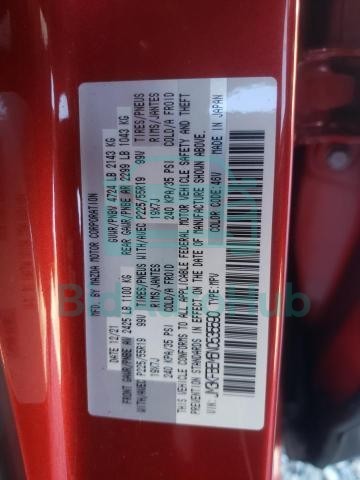 MFD. BY MAZDA MOTOR CORPORATION
12/21 GVWR/PNBV 4724 LB 2143 KG
FRONT GAWR/PNBE AV 2425 LB 1100 KG REAR GAWR/PNBE AR 2299 LB 1043 KG
WITH/AVEC P225/55R19 99V TIRES/PNEUS WITH/AVEC P225/55R19 99V TIRES/PNEUS
19X7J RIMS/JANTES 19X7J RIMS/JANTES
240 KPA/35 PSI COLD/A FROID 240 KPA/35 PSI COLD/A FROID
THIS VEHICLE CONFORMS TO ALL APPLICABLE FEDERAL MOTOR VEHICLE SAFETY AND THEFT
PREVENTION STANDARDS IN EFFECT ON THE DATE OF MANUFACTURE SHOWN ABOVE.
COLOR CODE:46V MADE IN JAPAN
VIN: TYPE:MPV
Hub